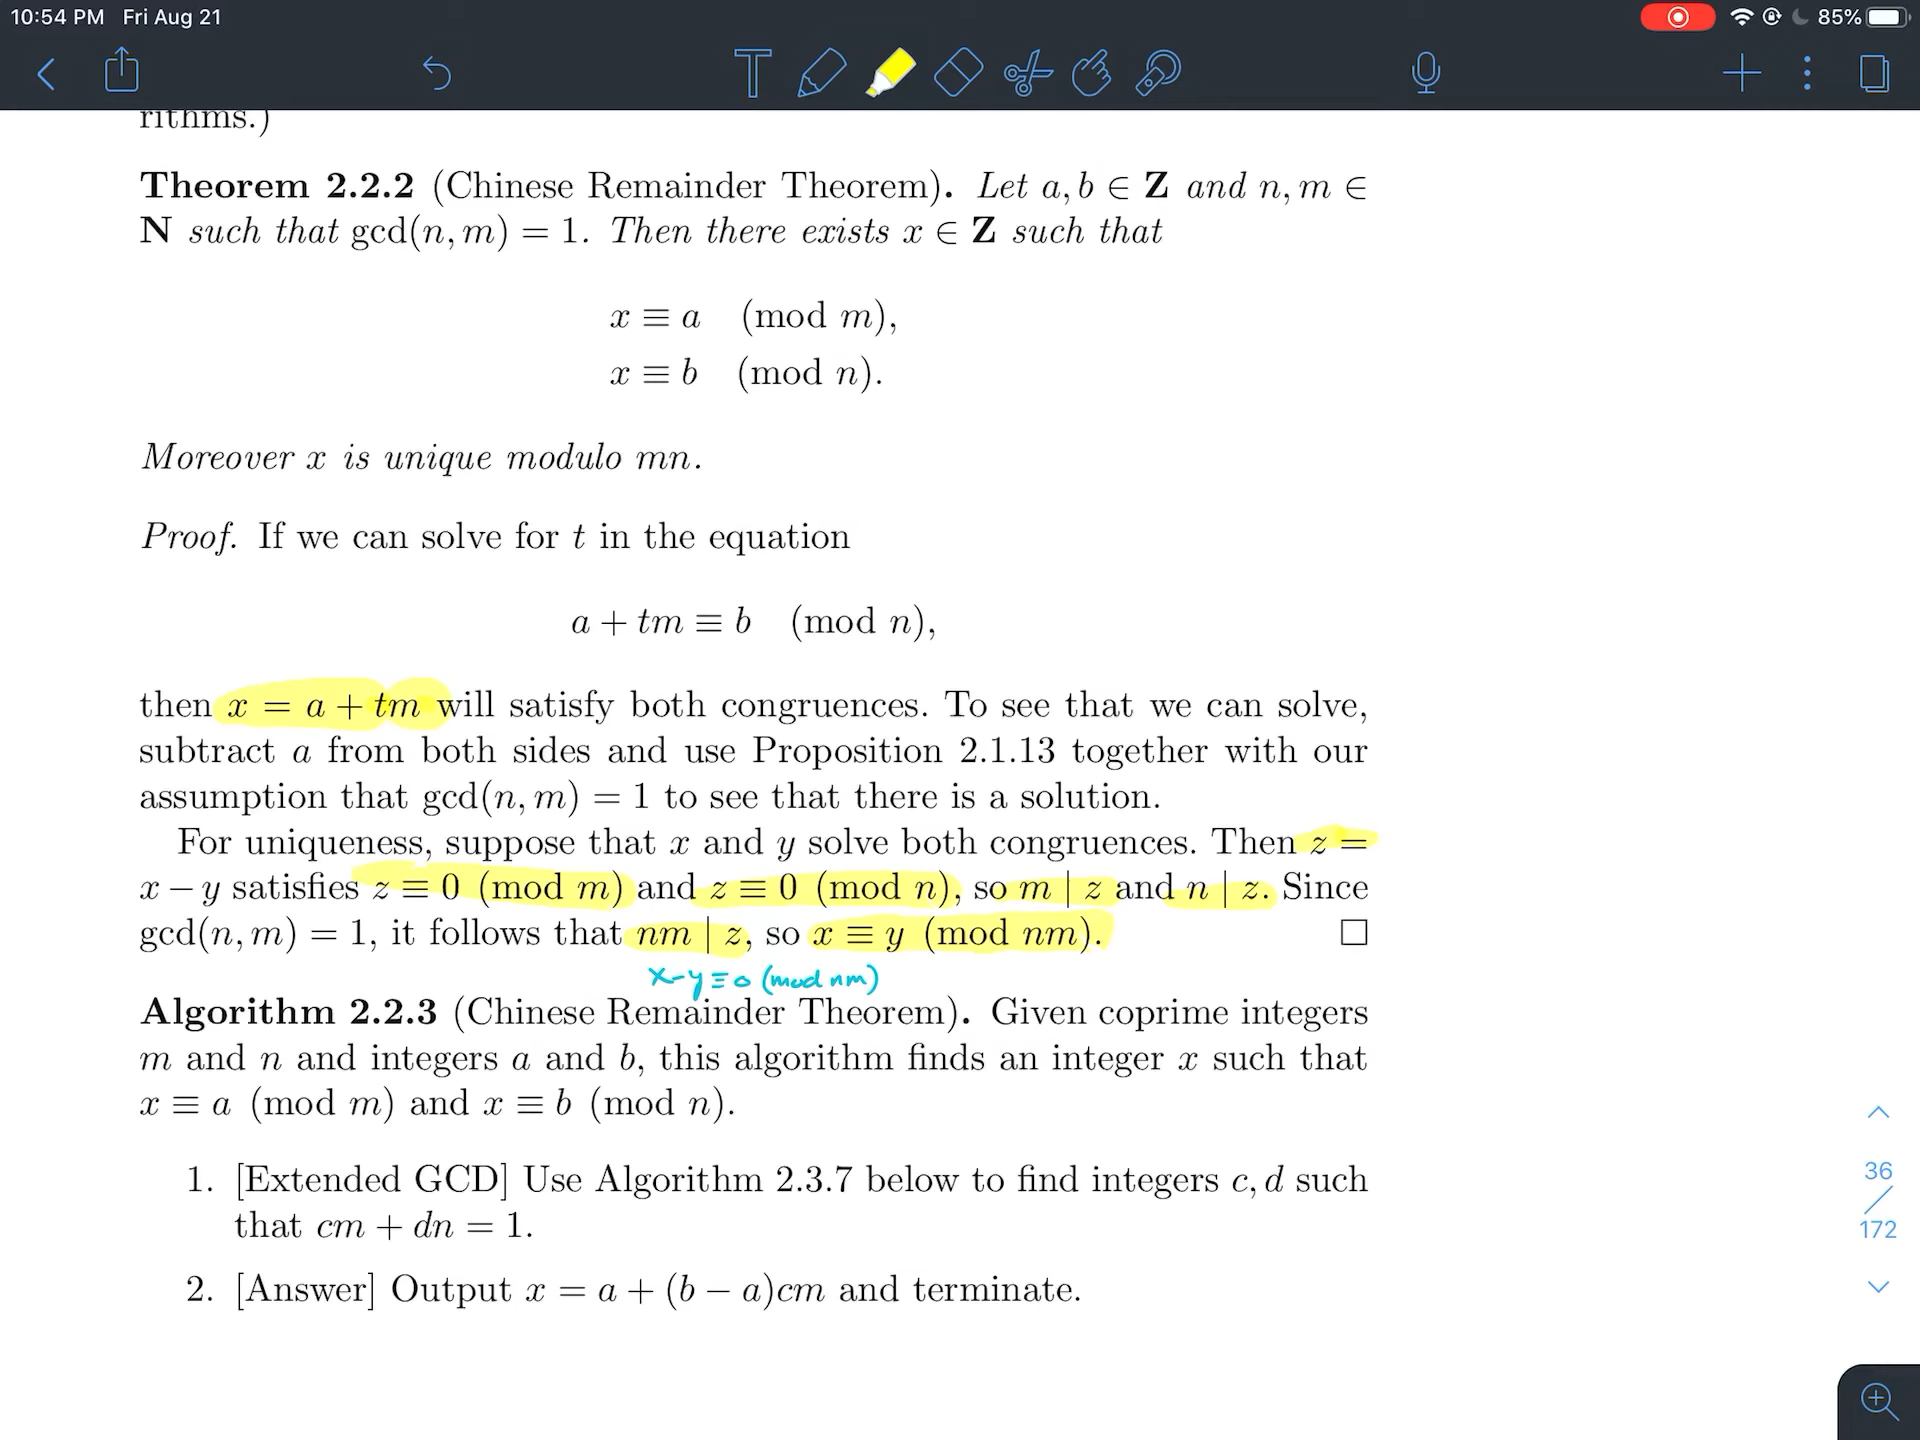 10:54 PM Fri Aug 21
85%
rithms.)
Theorem 2.2.2 (Chinese Remainder Theorem). Let a, b ∈ Z and n, m ∈
N such that gcd(n, m) = 1. Then there exists x ∈ Z such that
x ≡ a (mod m),
x ≡ b (mod n).
Moreover x is unique modulo mn.
Proof. If we can solve for t in the equation
a + tm ≡ b (mod n),
then x = a + tm will satisfy both congruences. To see that we can solve,
subtract a from both sides and use Proposition 2.1.13 together with our
assumption that gcd(n, m) = 1 to see that there is a solution.
For uniqueness, suppose that x and y solve both congruences. Then z =
x − y satisfies z ≡ 0 (mod m) and z ≡ 0 (mod n), so m | z and n | z. Since
gcd(n, m) = 1, it follows that nm | z, so x ≡ y (mod nm). □
x-y≡0 (mod nm)
Algorithm 2.2.3 (Chinese Remainder Theorem). Given coprime integers
m and n and integers a and b, this algorithm finds an integer x such that
x ≡ a (mod m) and x ≡ b (mod n).
1. [Extended GCD] Use Algorithm 2.3.7 below to find integers c, d such
that cm + dn = 1.
2. [Answer] Output x = a + (b − a)cm and terminate.
36
/
172